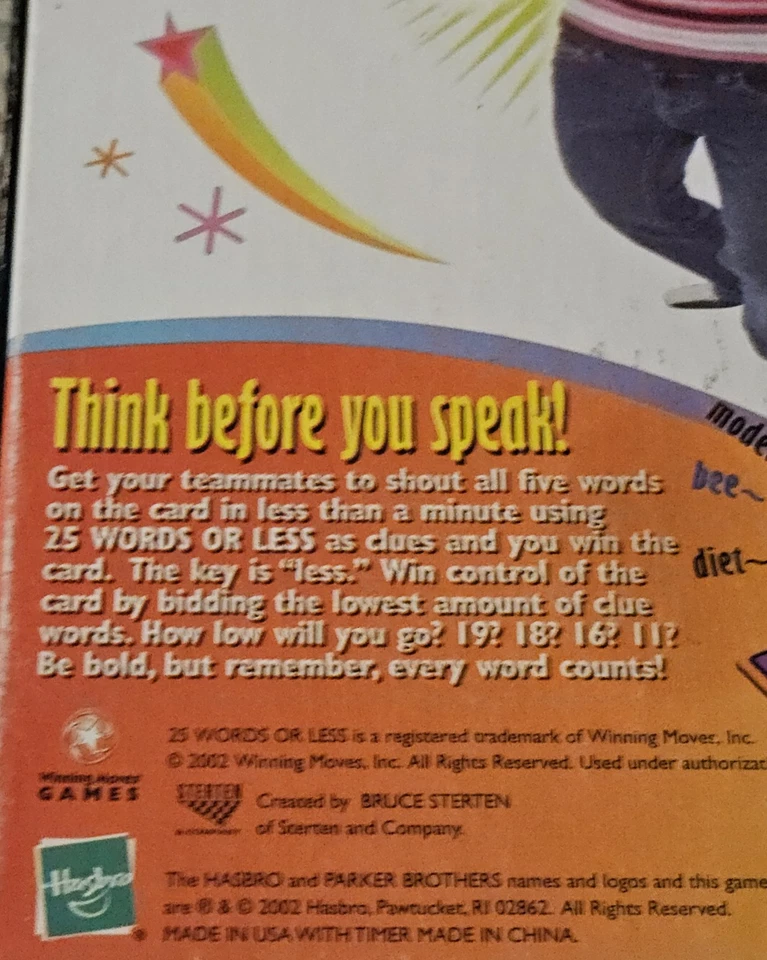 Think before you speak!
Get your teammates to shout all five words
on the card in less than a minute using
25 WORDS OR LESS as clues and you win the
card. The key is "less." Win control of the
card by bidding the lowest amount of clue
words. How low will you go? 19? 18? 16? 11?
Be bold, but remember, every word counts!
mode
bee~
diet~
25 WORDS OR LESS is a registered trademark of Winning Moves, Inc.
© 2002 Winning Moves, Inc. All Rights Reserved. Used under authorizat
Winning Moves
GAMES
STERTEN
Created by BRUCE STERTEN
of Sterten and Company.
Hasbro
The HASBRO and PARKER BROTHERS names and logos and this game
are ® & © 2002 Hasbro, Pawtucket, RI 02862. All Rights Reserved.
® MADE IN USA WITH TIMER MADE IN CHINA.